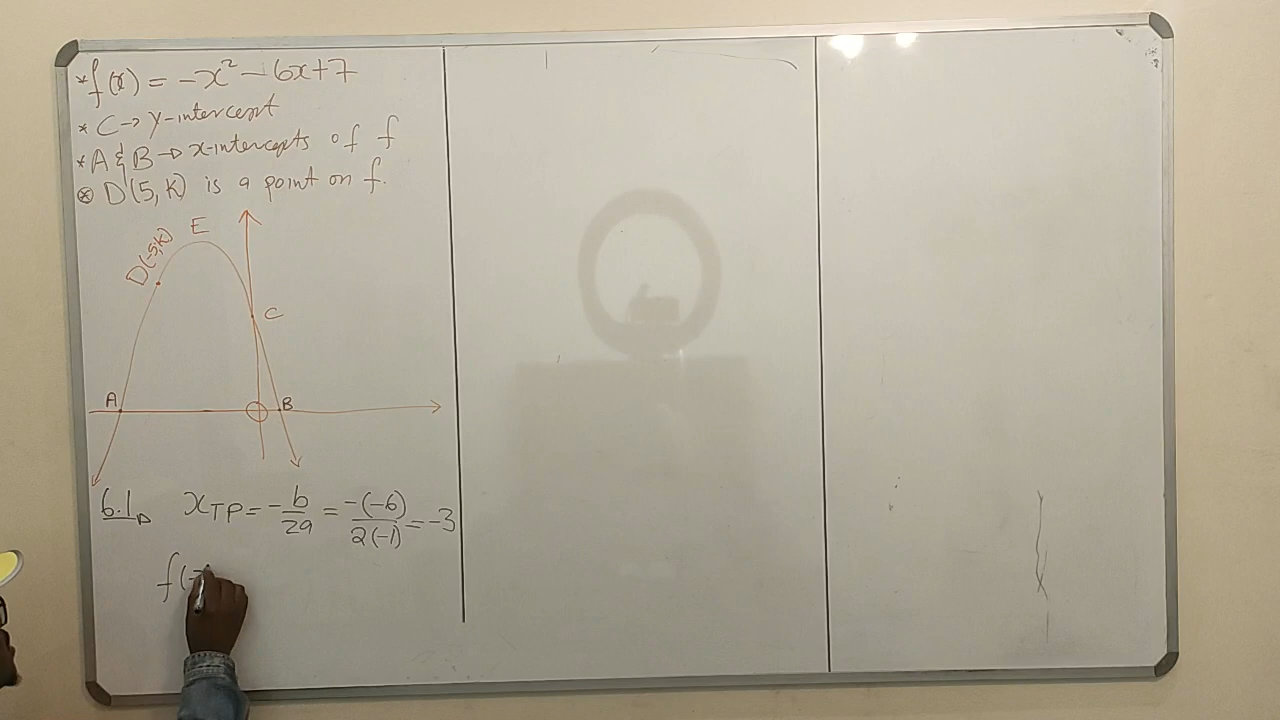 *f(x) = -x² - 6x+7
* C→ y-intercept
*A & B→ x-intercepts of f
⊛ D(5, K) is a point on f.
E
D(-5;K)
C
A
B
6.1 x_TP = -b/2a = -(-6)/2(-1) = -3
f(-